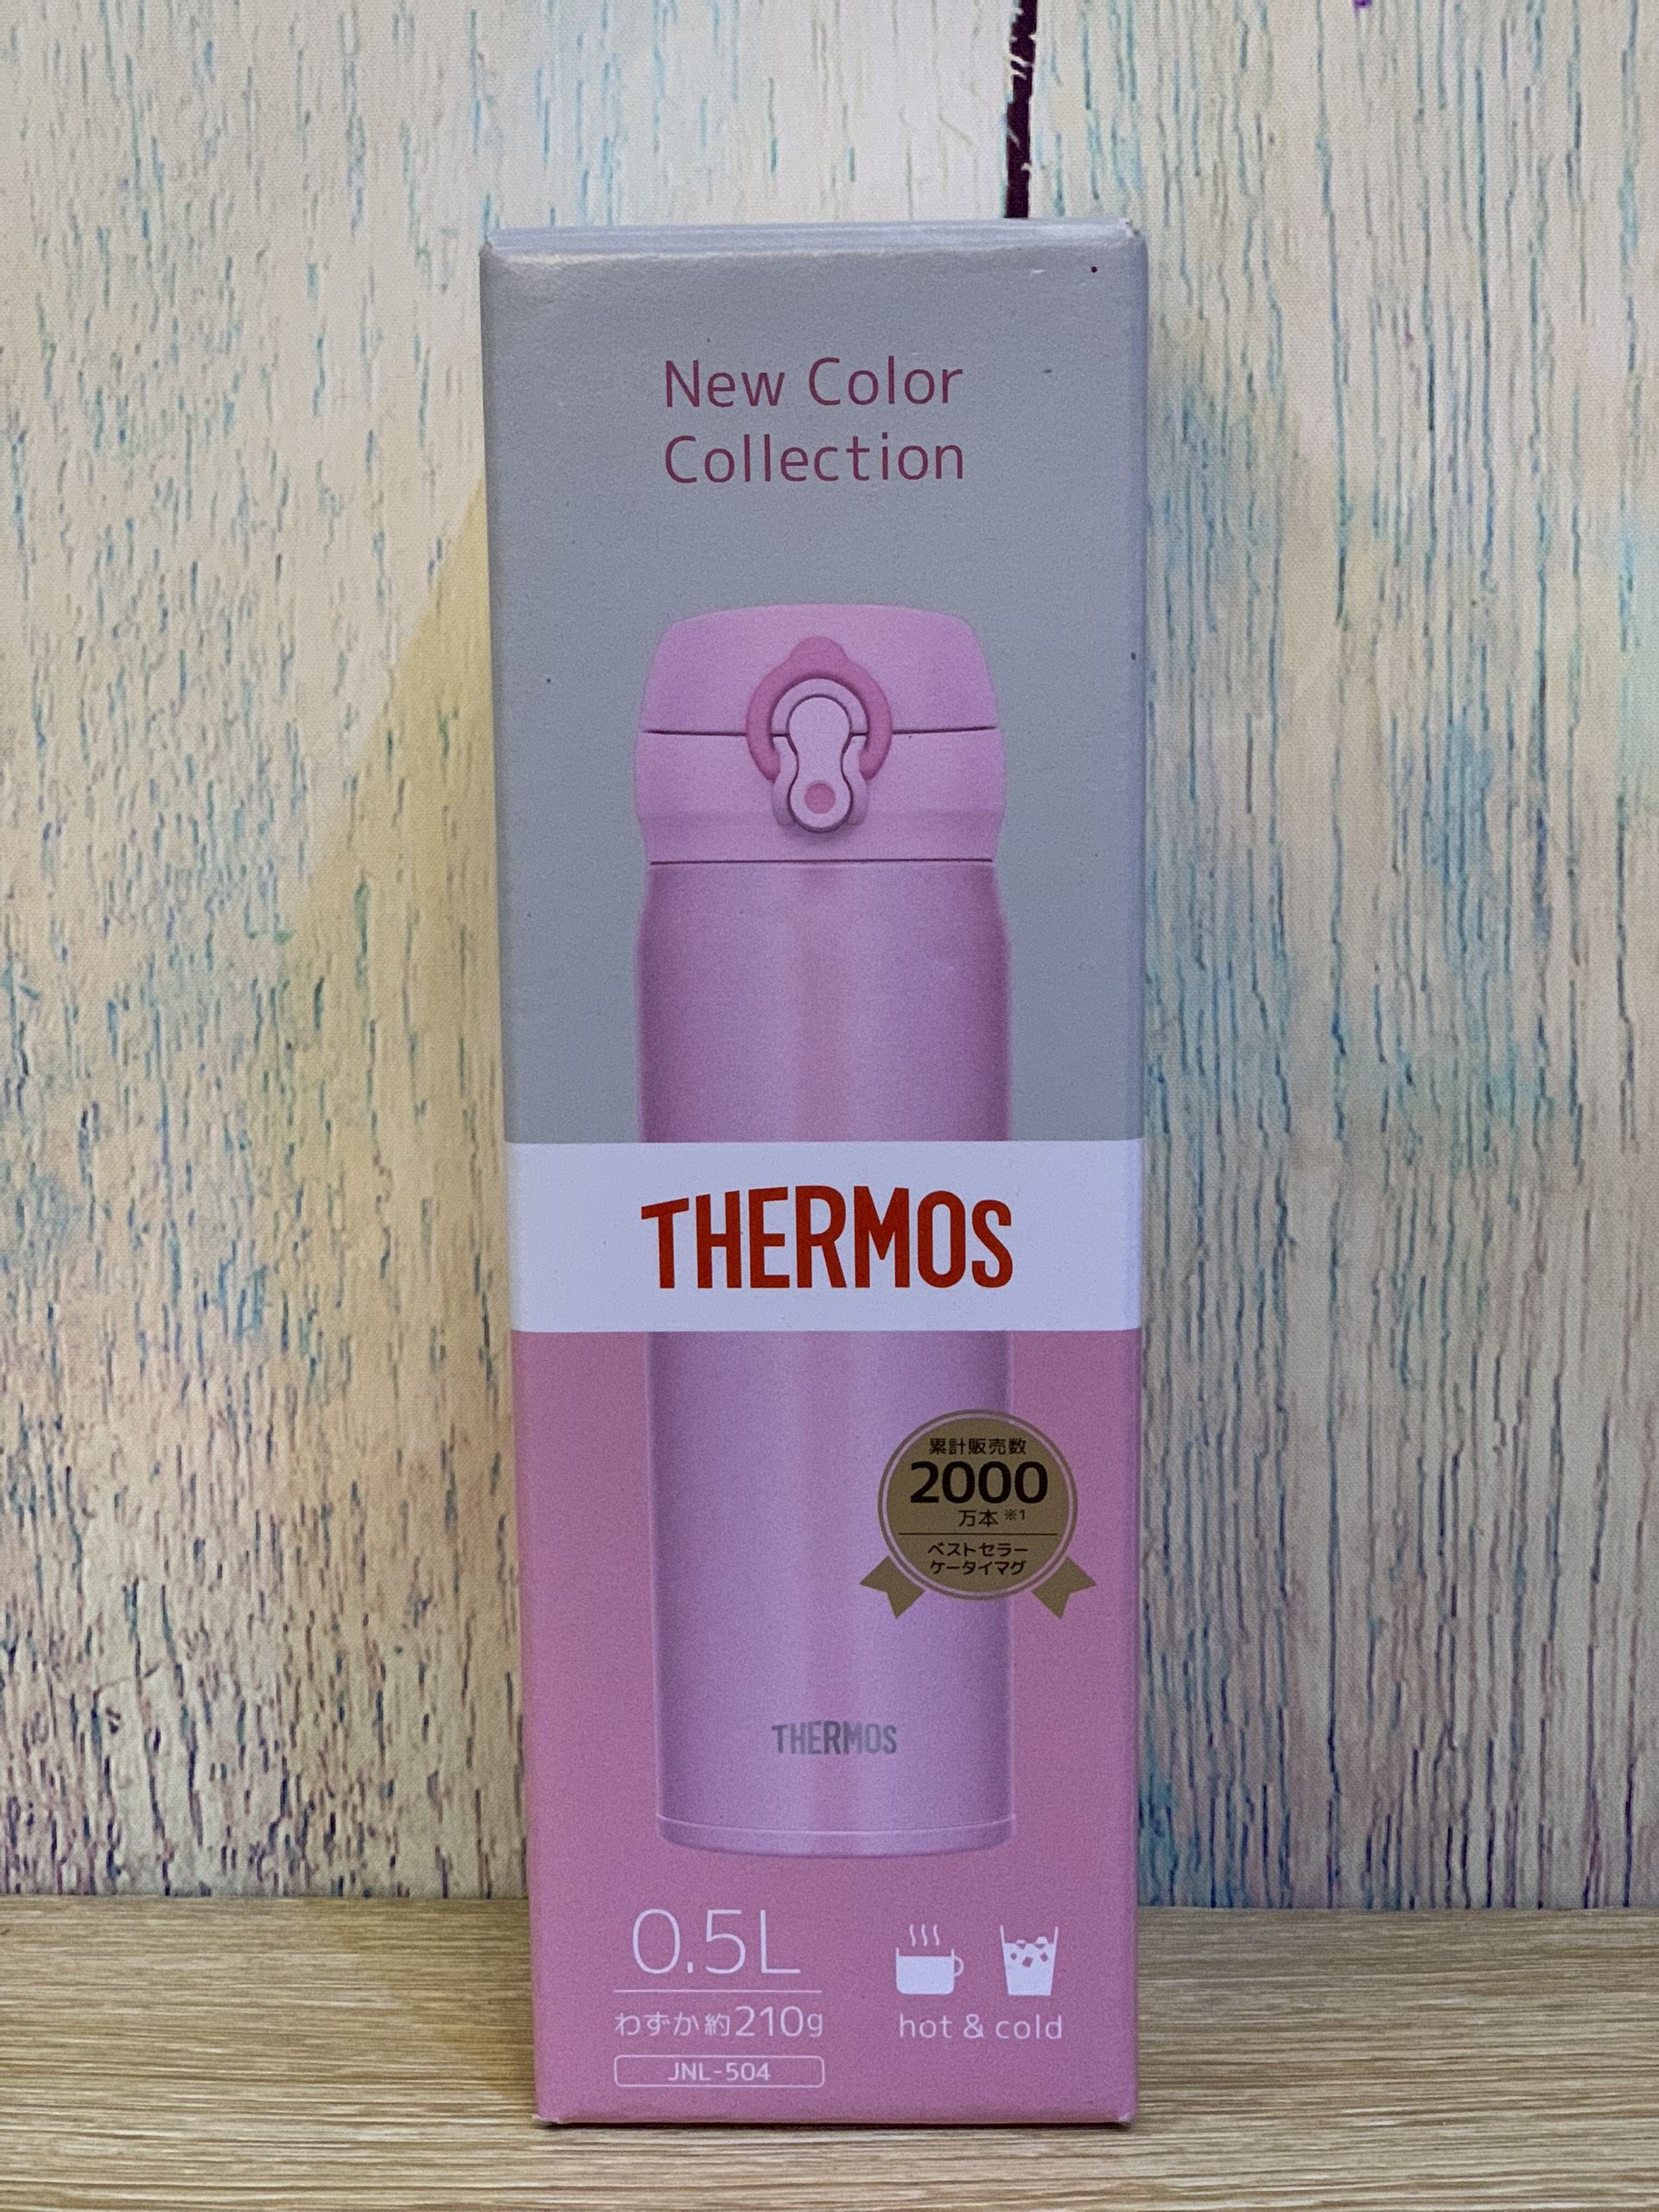 New Color
Collection
THERMOS
累計販売数
2000
万本※1
ベストセラー
ケータイマグ
THERMOS
0.5L
わずか約210g
JNL-504
hot & cold